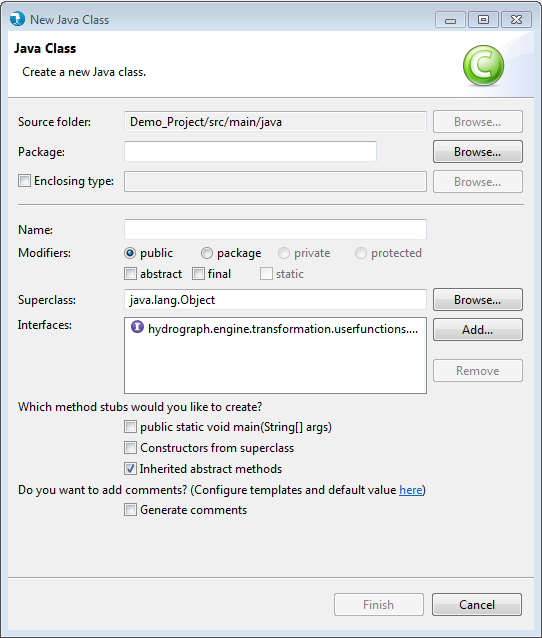 New Java Class
Java Class
Create a new Java class.
C
Source folder: Demo_Project/src/main/java Browse...
Package: Browse...
Enclosing type: Browse...
Name:
Modifiers: public package private protected
abstract final static
Superclass: java.lang.Object Browse...
Interfaces: I hydrograph.engine.transformation.userfunctions.... Add...
Remove
Which method stubs would you like to create?
public static void main(String[] args)
Constructors from superclass
Inherited abstract methods
Do you want to add comments? (Configure templates and default value here)
Generate comments
Finish Cancel